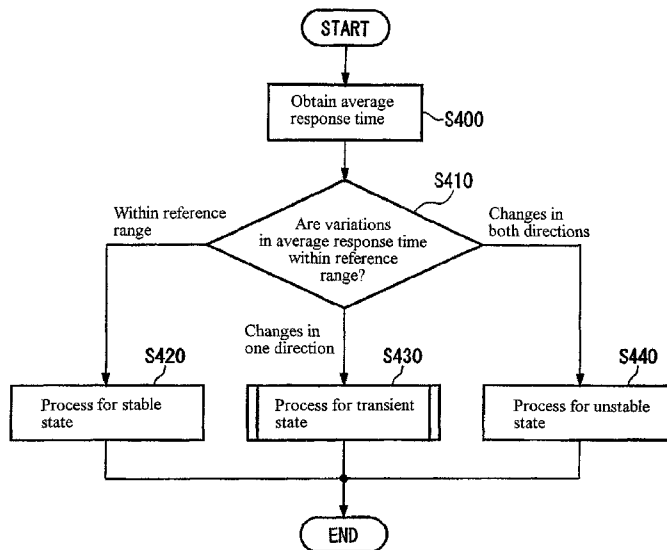 START
Obtain average
response time
S400
S410
Within reference
range
Are variations
in average response time
within reference
range?
Changes in
both directions
Changes in
one direction
S420
S430
S440
Process for stable
state
Process for transient
state
Process for unstable
state
END